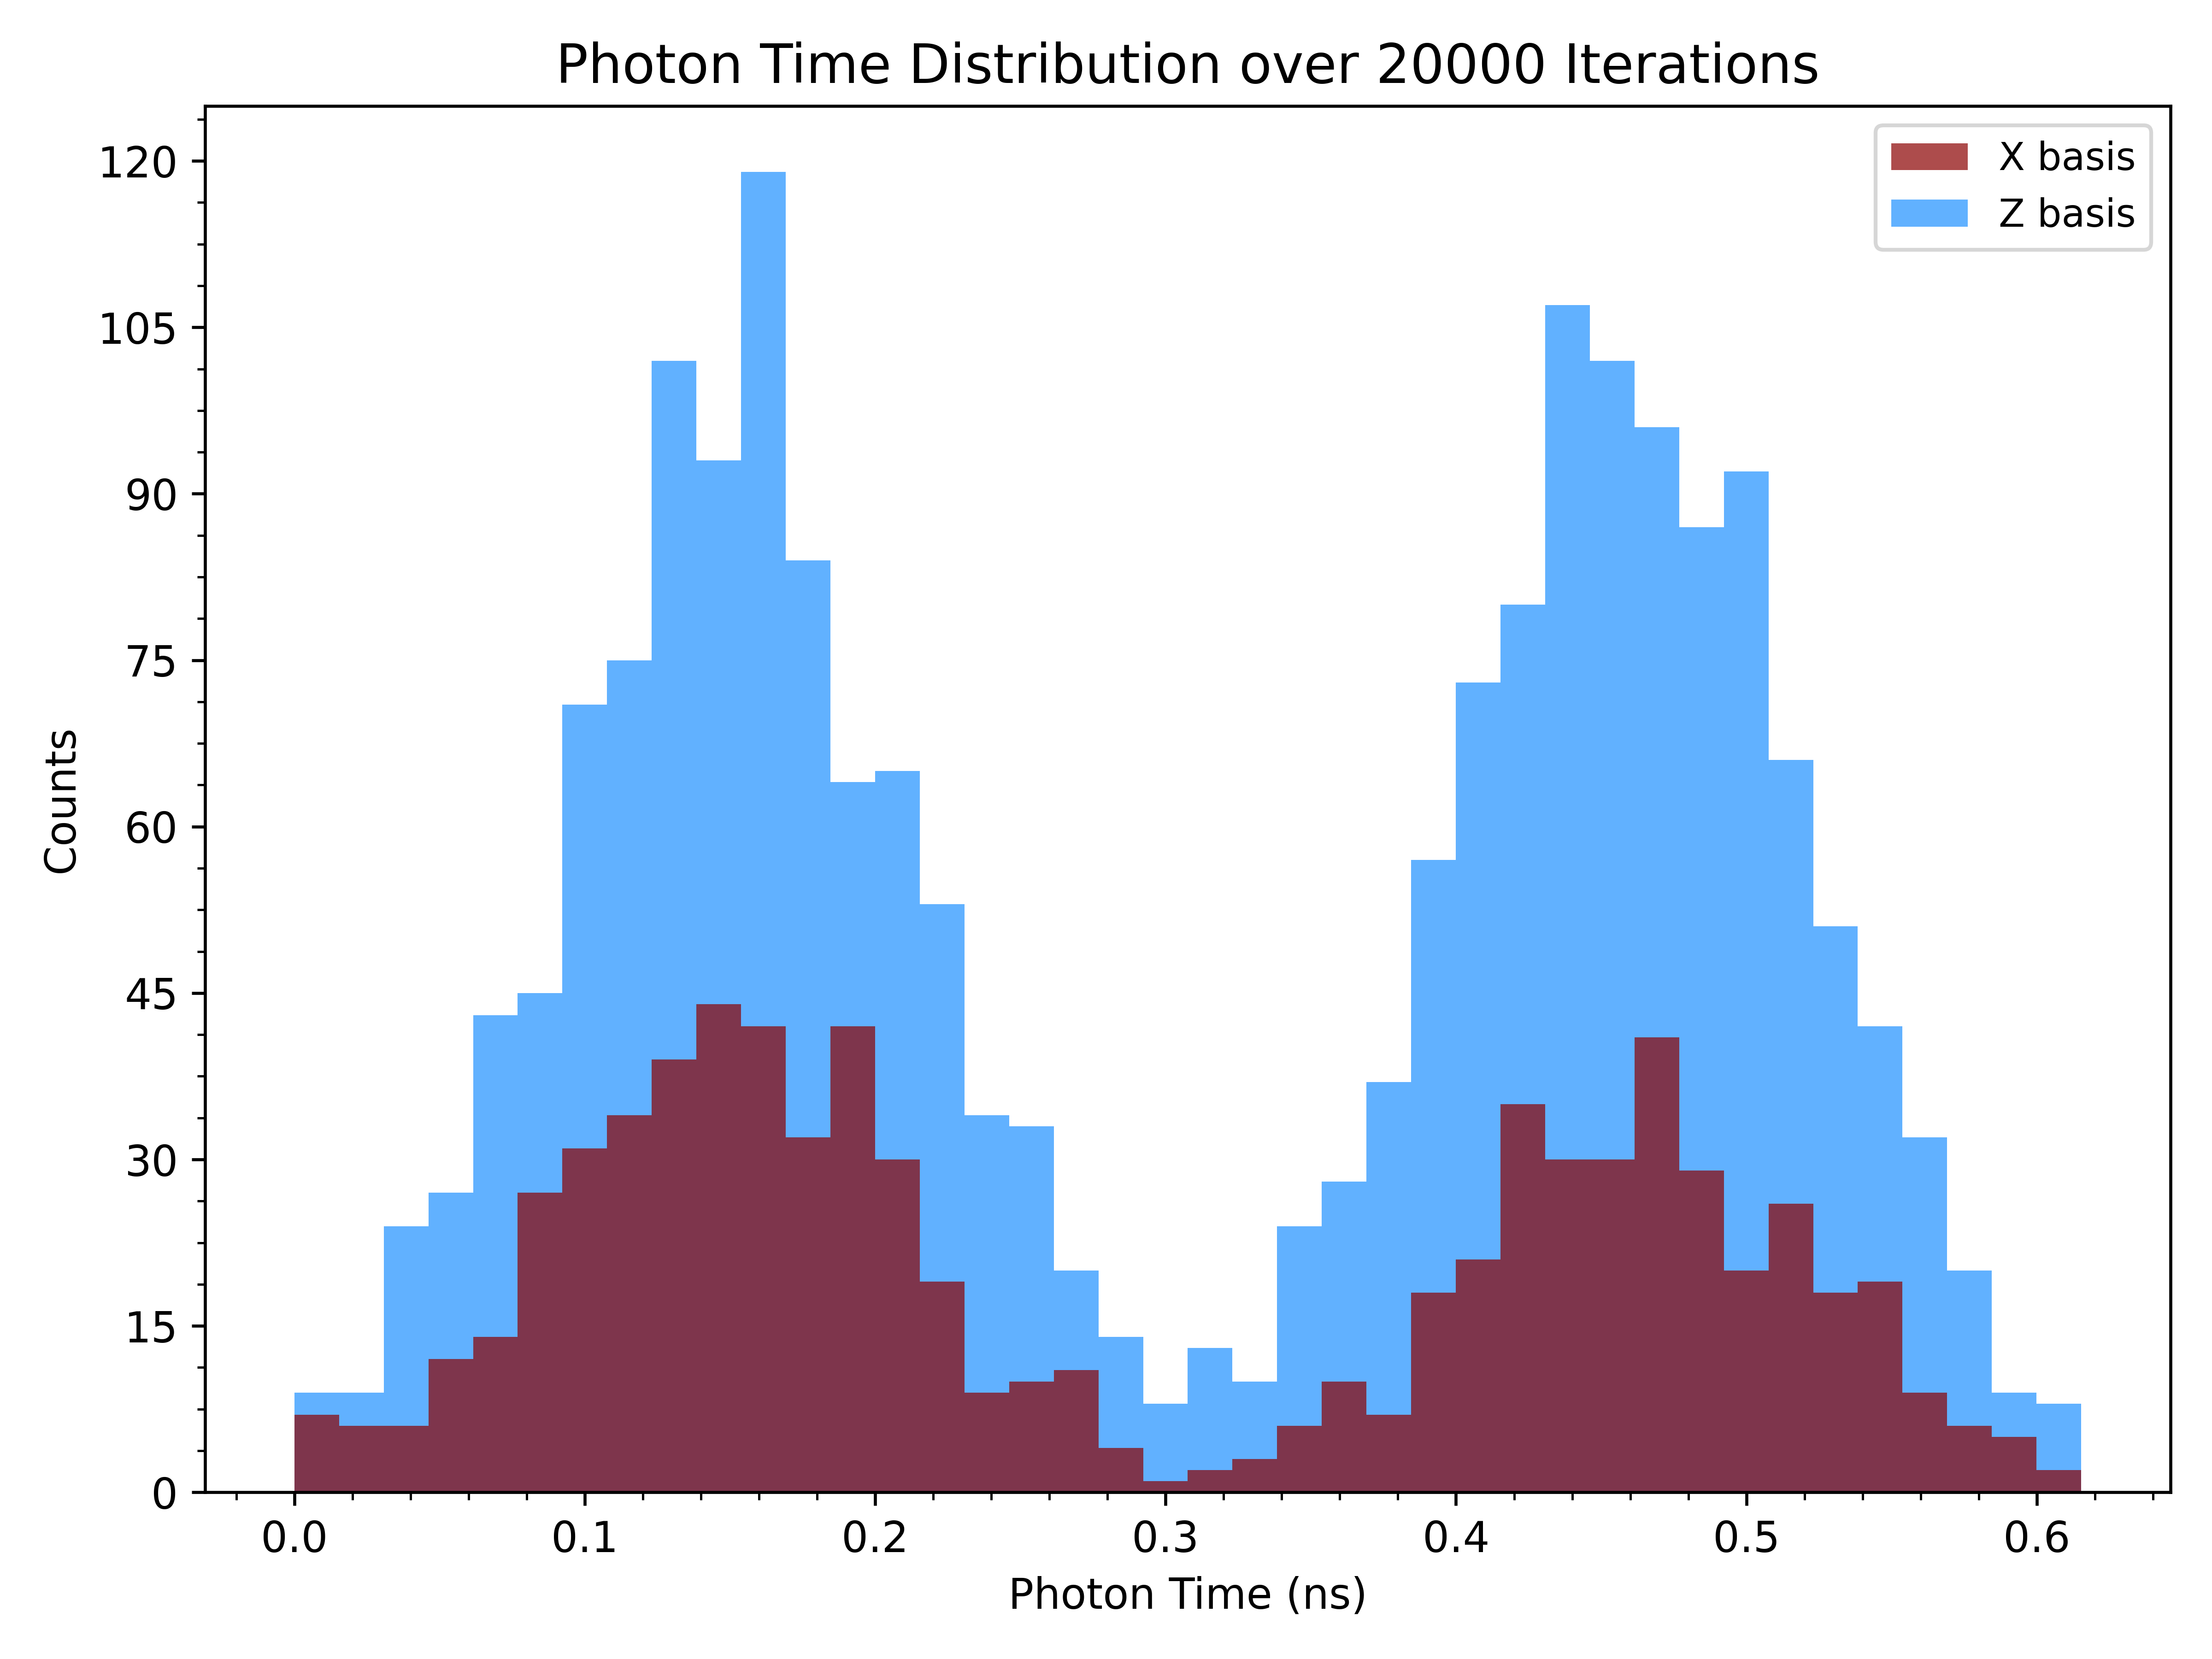 Photon Time Distribution over 20000 Iterations
X basis
Z basis
120
105
90
75
60
45
30
15
0
Counts
0.0 0.1 0.2 0.3 0.4 0.5 0.6
Photon Time (ns)